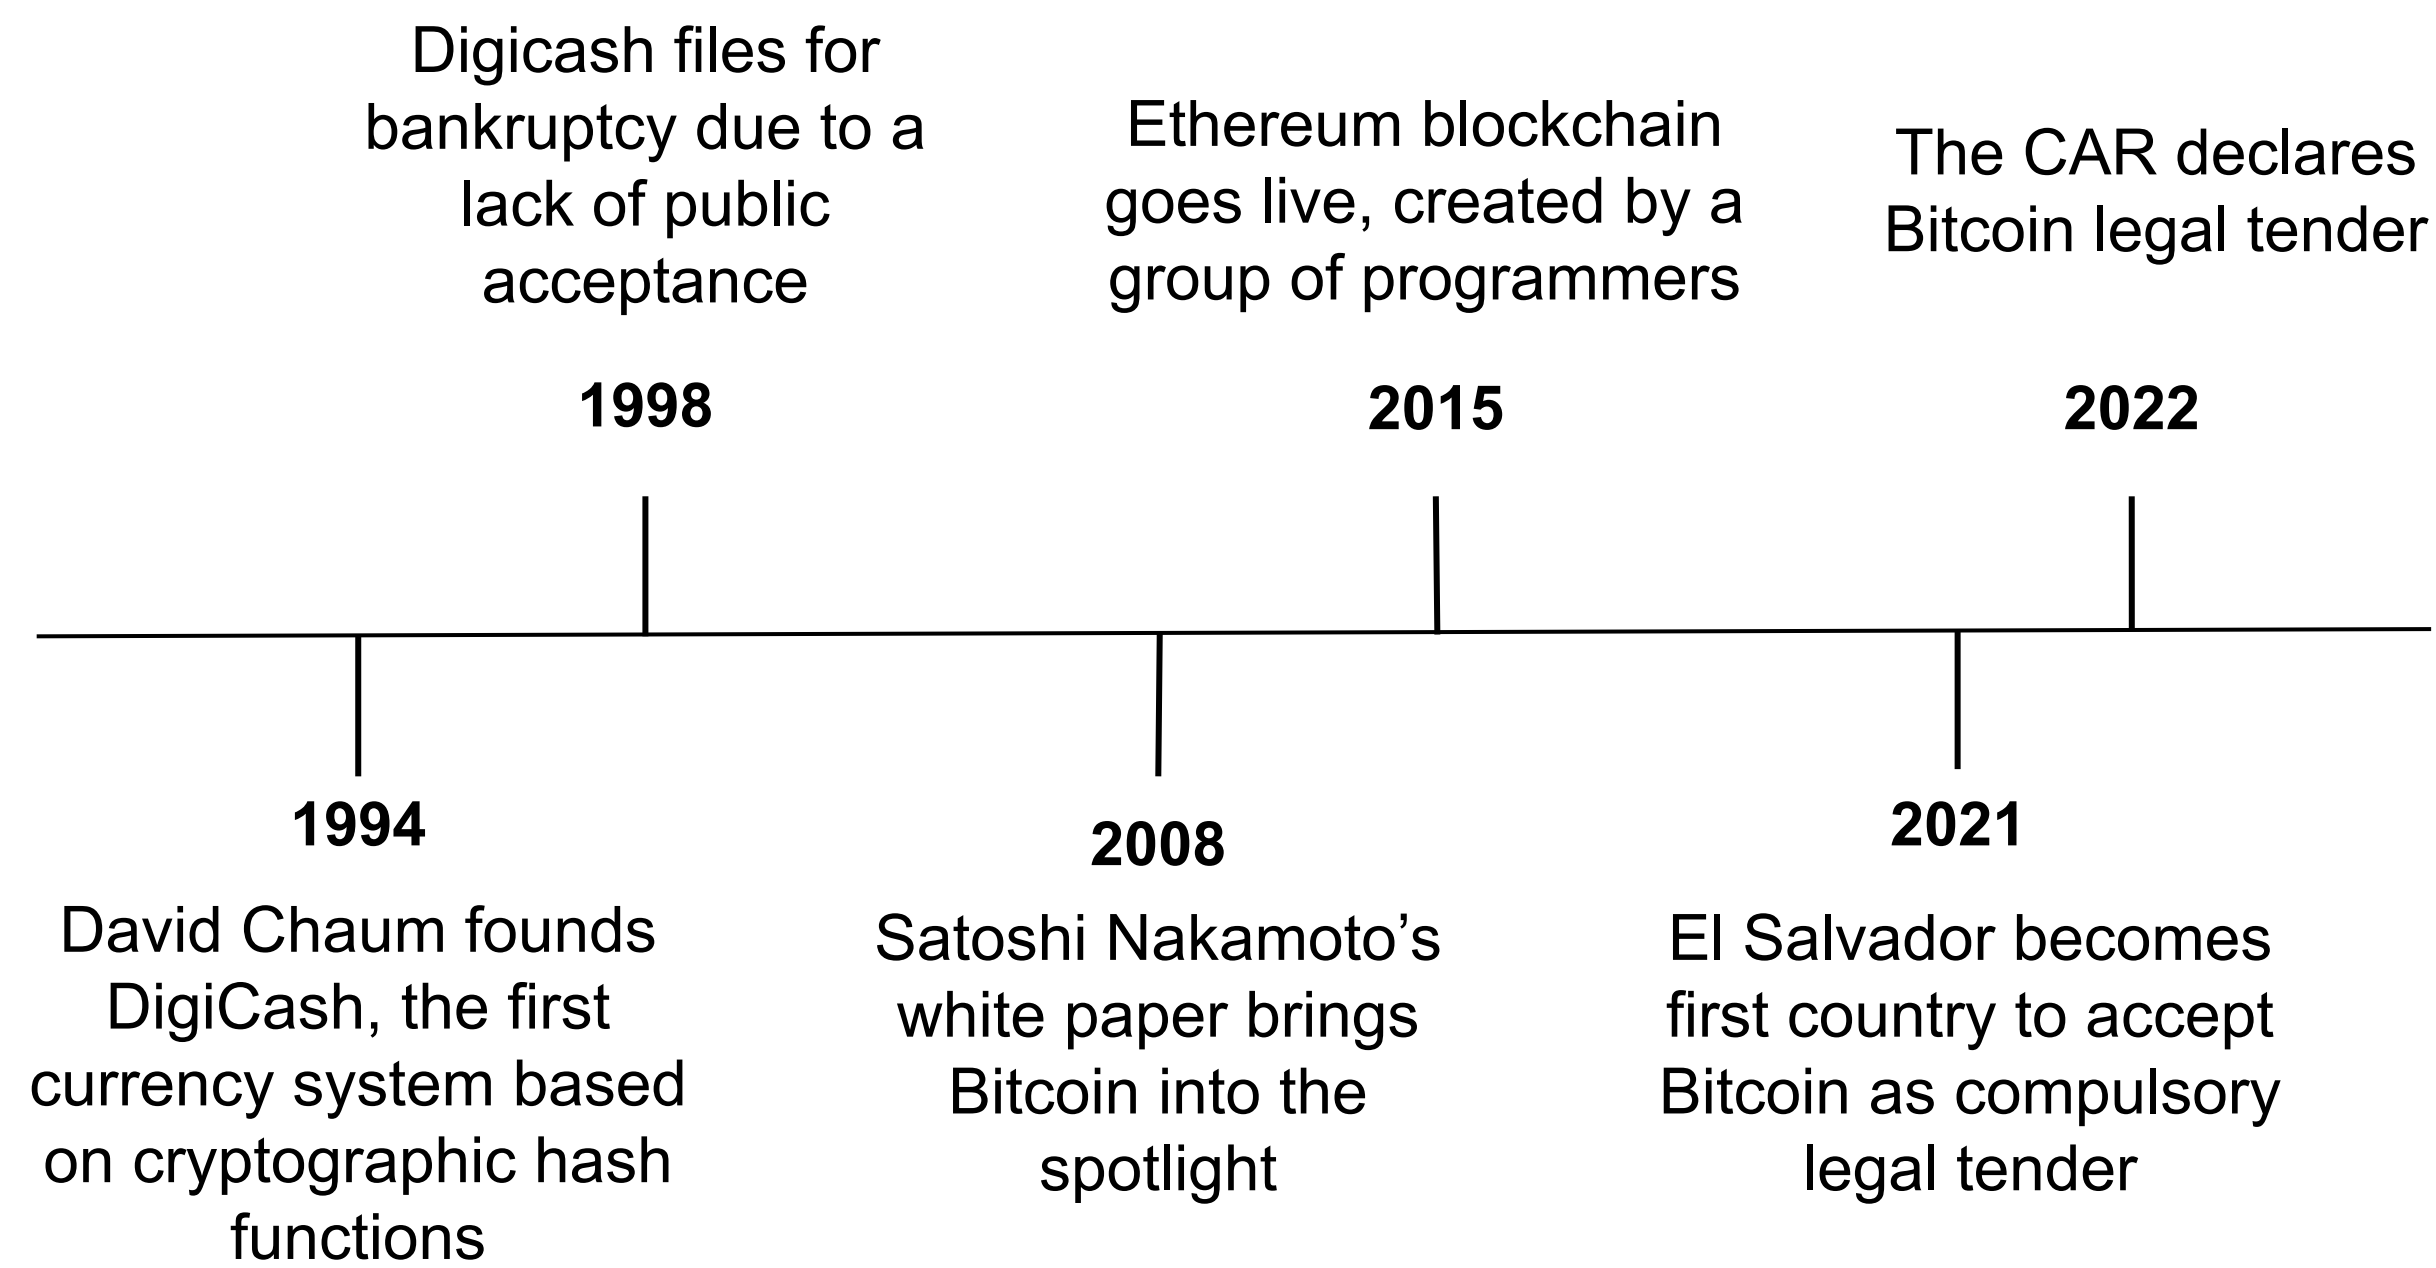 Digicash files for
bankruptcy due to a
lack of public
acceptance
1998
Ethereum blockchain
goes live, created by a
group of programmers
2015
The CAR declares
Bitcoin legal tender
2022
1994
David Chaum founds
DigiCash, the first
currency system based
on cryptographic hash
functions
2008
Satoshi Nakamoto’s
white paper brings
Bitcoin into the
spotlight
2021
El Salvador becomes
first country to accept
Bitcoin as compulsory
legal tender